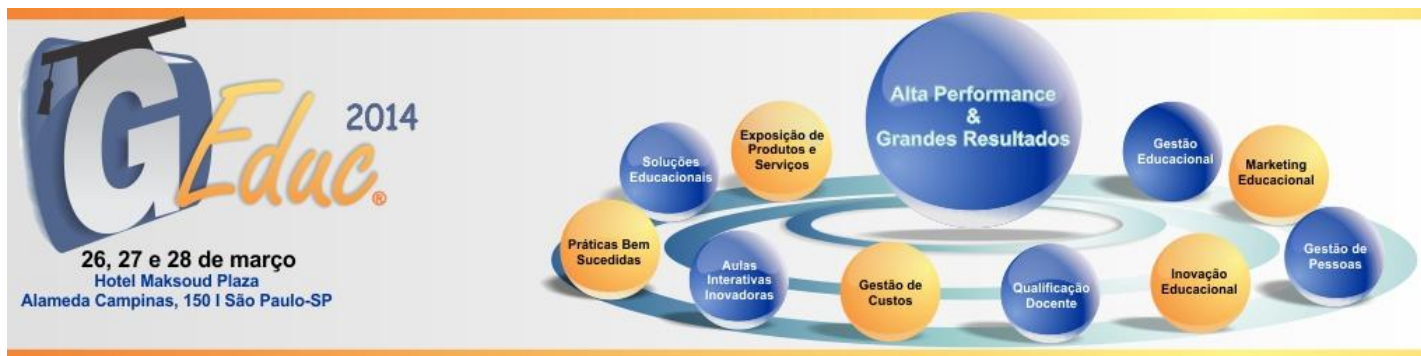 GEduc®
2014
26, 27 e 28 de março
Hotel Maksoud Plaza
Alameda Campinas, 150 I São Paulo-SP
Alta Performance
&
Grandes Resultados
Soluções
Educacionais
Exposição de
Produtos e
Serviços
Gestão
Educacional
Marketing
Educacional
Práticas Bem
Sucedidas
Aulas
Interativas
Inovadoras
Gestão de
Custos
Qualificação
Docente
Inovação
Educacional
Gestão de
Pessoas